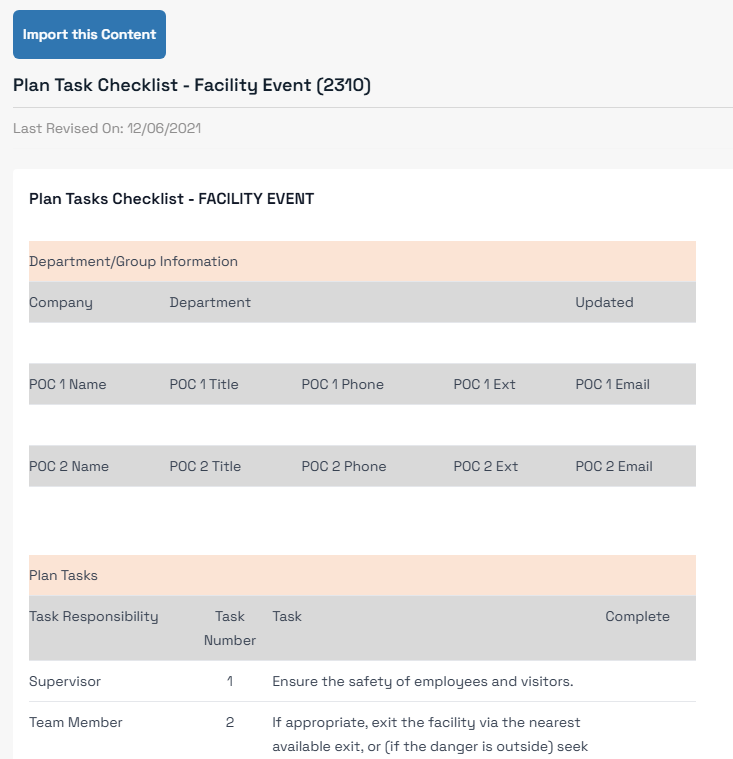 Import this Content
Plan Task Checklist - Facility Event (2310)
Last Revised On: 12/06/2021
Plan Tasks Checklist - FACILITY EVENT
Department/Group Information
Company Department Updated
POC 1 Name POC 1 Title POC 1 Phone POC 1 Ext POC 1 Email
POC 2 Name POC 2 Title POC 2 Phone POC 2 Ext POC 2 Email
Plan Tasks
Task Responsibility Task Number Task Complete
Supervisor 1 Ensure the safety of employees and visitors.
Team Member 2 If appropriate, exit the facility via the nearest
available exit, or (if the danger is outside) seek